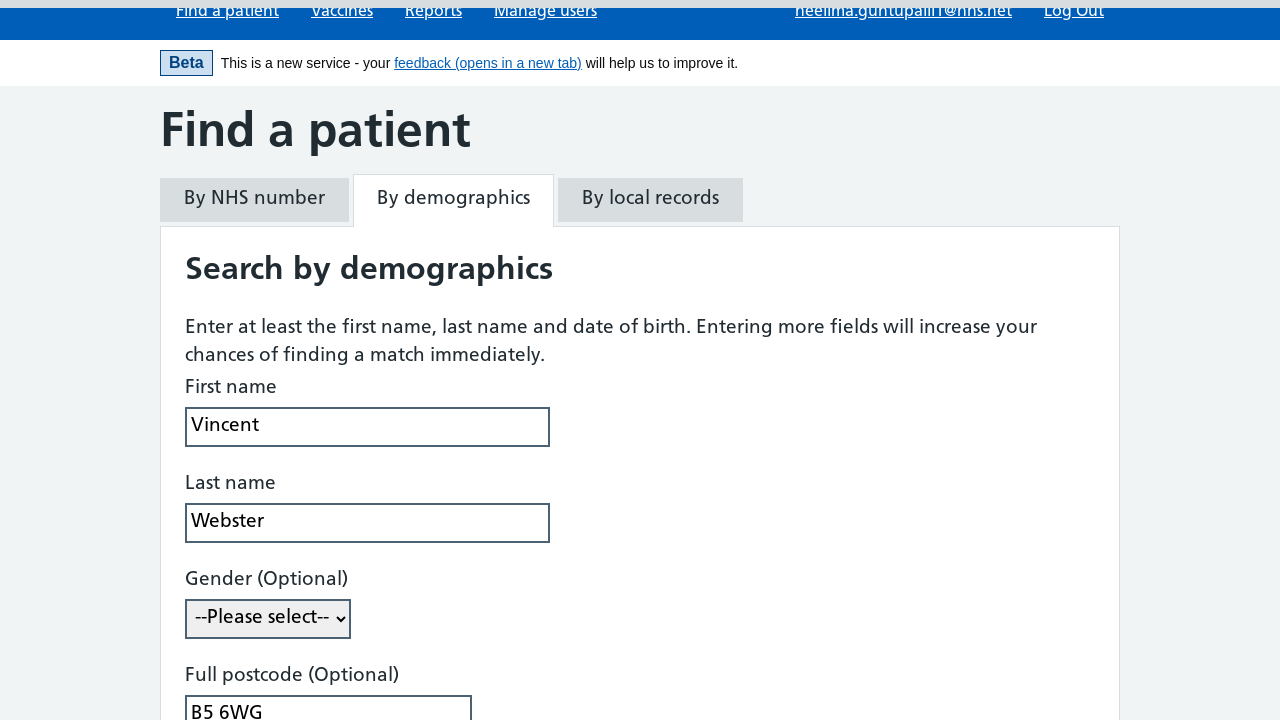 Find a patient Vaccines Reports Manage users neelima.guntupalli1@nhs.net Log Out
Beta This is a new service - your feedback (opens in a new tab) will help us to improve it.
Find a patient
By NHS number By demographics By local records
Search by demographics
Enter at least the first name, last name and date of birth. Entering more fields will increase your
chances of finding a match immediately.
First name
Vincent
Last name
Webster
Gender (Optional)
--Please select--
Full postcode (Optional)
B5 6WG